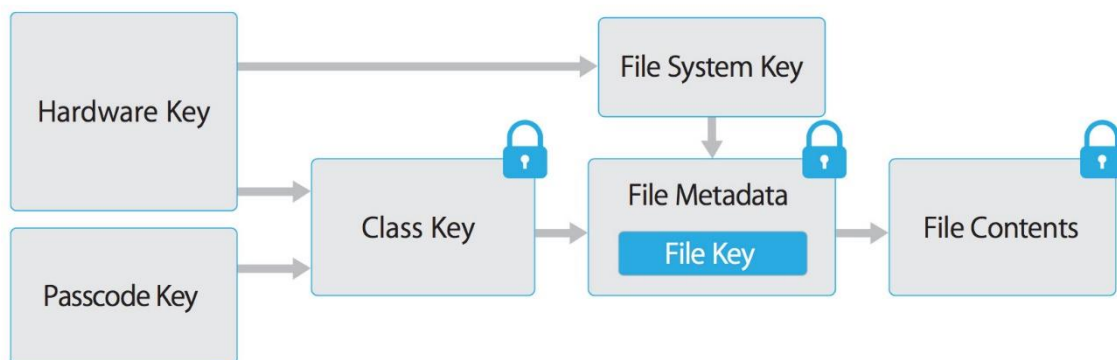 Hardware Key
File System Key
Class Key
File Metadata
File Key
File Contents
Passcode Key